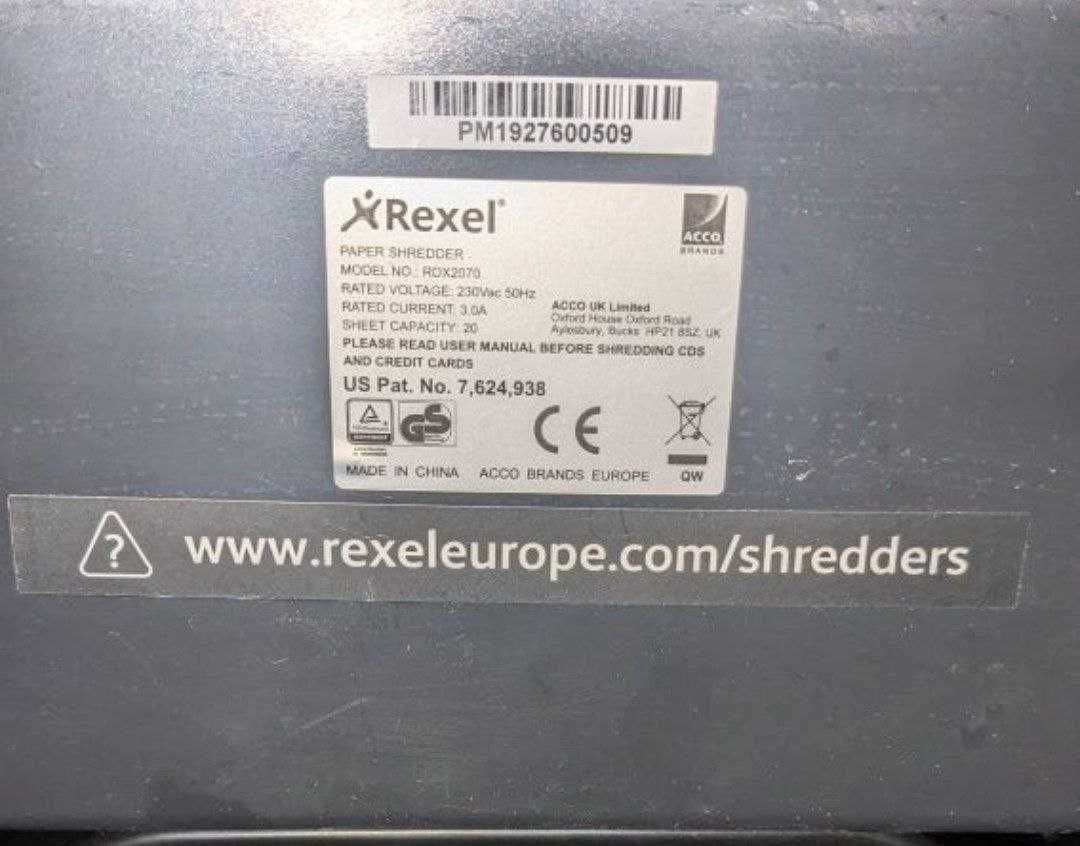 PM1927600509
Rexel®
ACCO
BRANDS
PAPER SHREDDER
MODEL NO.: RDX2070
RATED VOLTAGE: 230Vac 50Hz
RATED CURRENT: 3.0A
SHEET CAPACITY: 20
ACCO UK Limited
Oxford House Oxford Road
Aylesbury, Bucks. HP21 8SZ, UK
PLEASE READ USER MANUAL BEFORE SHREDDING CDS
AND CREDIT CARDS
US Pat. No. 7,624,938
GS
CE
MADE IN CHINA ACCO BRANDS EUROPE QW
? www.rexeleurope.com/shredders